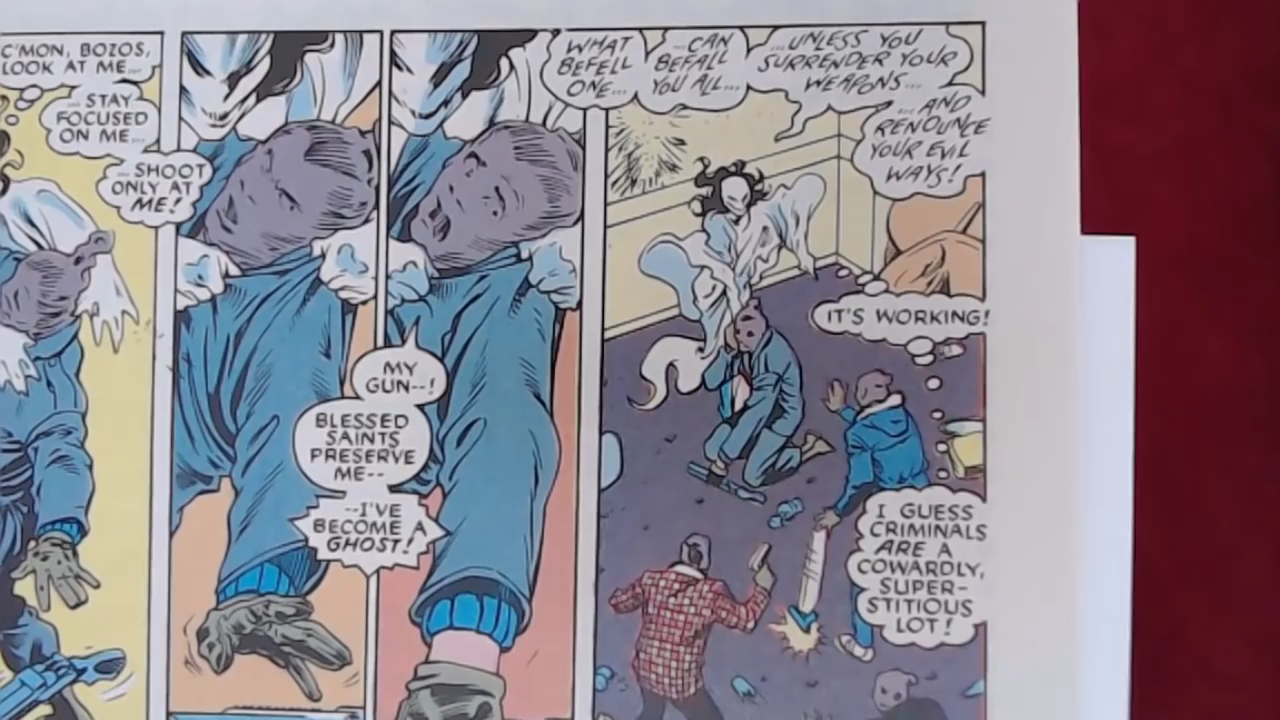 C'MON, BOZOS,
LOOK AT ME...
...STAY
FOCUSED
ON ME...
...SHOOT
ONLY AT
ME!
MY
GUN--!
BLESSED
SAINTS
PRESERVE
ME--
--I'VE
BECOME A
GHOST!
WHAT
BEFELL
ONE...
...CAN
BEFALL
YOU ALL...
...UNLESS YOU
SURRENDER YOUR
WEAPONS...
...AND
RENOUNCE
YOUR EVIL
WAYS!
IT'S WORKING!
I GUESS
CRIMINALS
ARE A
COWARDLY,
SUPER-
STITIOUS
LOT!